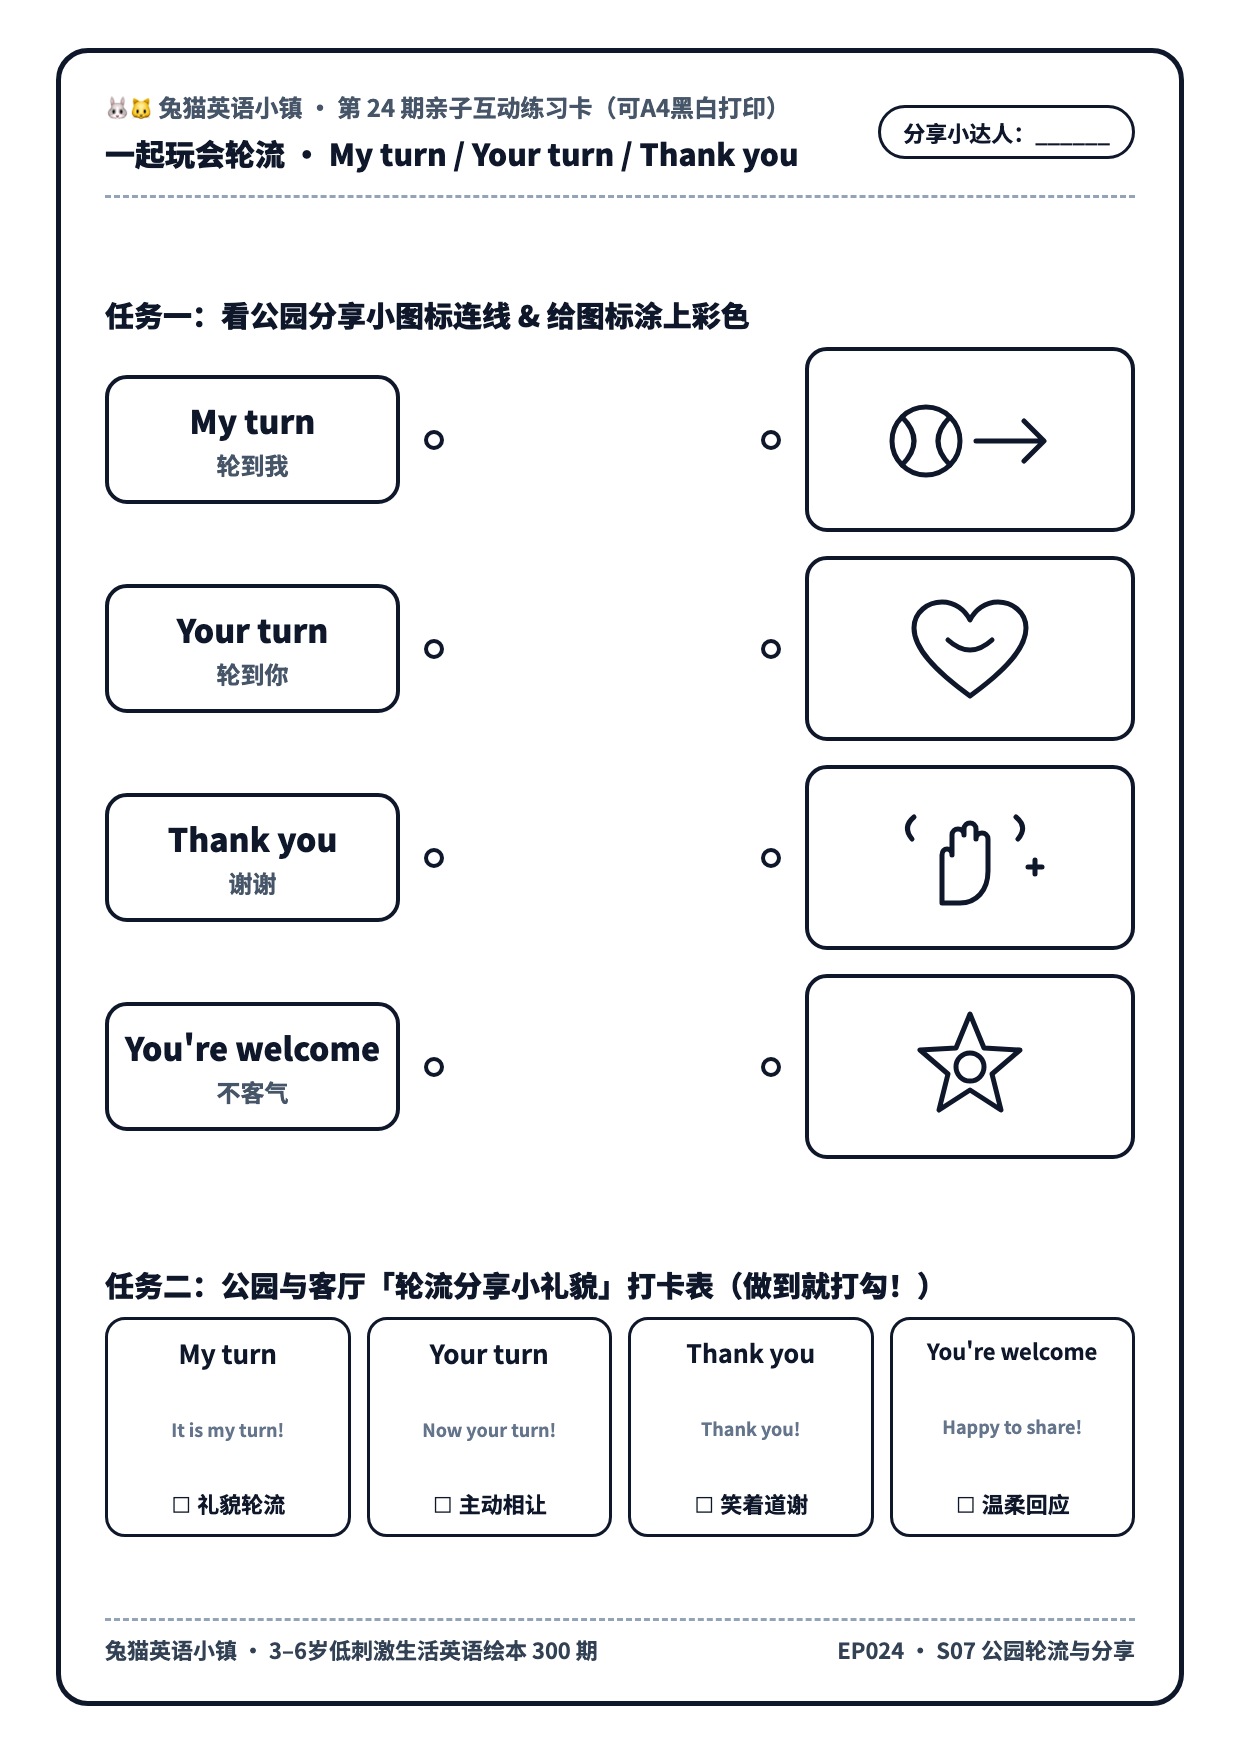 🐰🐱 兔猫英语小镇 · 第 24 期亲子互动练习卡（可A4黑白打印）
一起玩会轮流 · My turn / Your turn / Thank you
分享小达人：______
任务一：看公园分享小图标连线 & 给图标涂上彩色
My turn
轮到我
Your turn
轮到你
Thank you
谢谢
You're welcome
不客气
任务二：公园与客厅「轮流分享小礼貌」打卡表（做到就打勾！）
My turn
It is my turn!
☐ 礼貌轮流
Your turn
Now your turn!
☐ 主动相让
Thank you
Thank you!
☐ 笑着道谢
You're welcome
Happy to share!
☐ 温柔回应
兔猫英语小镇 · 3–6岁低刺激生活英语绘本 300 期
EP024 · S07 公园轮流与分享